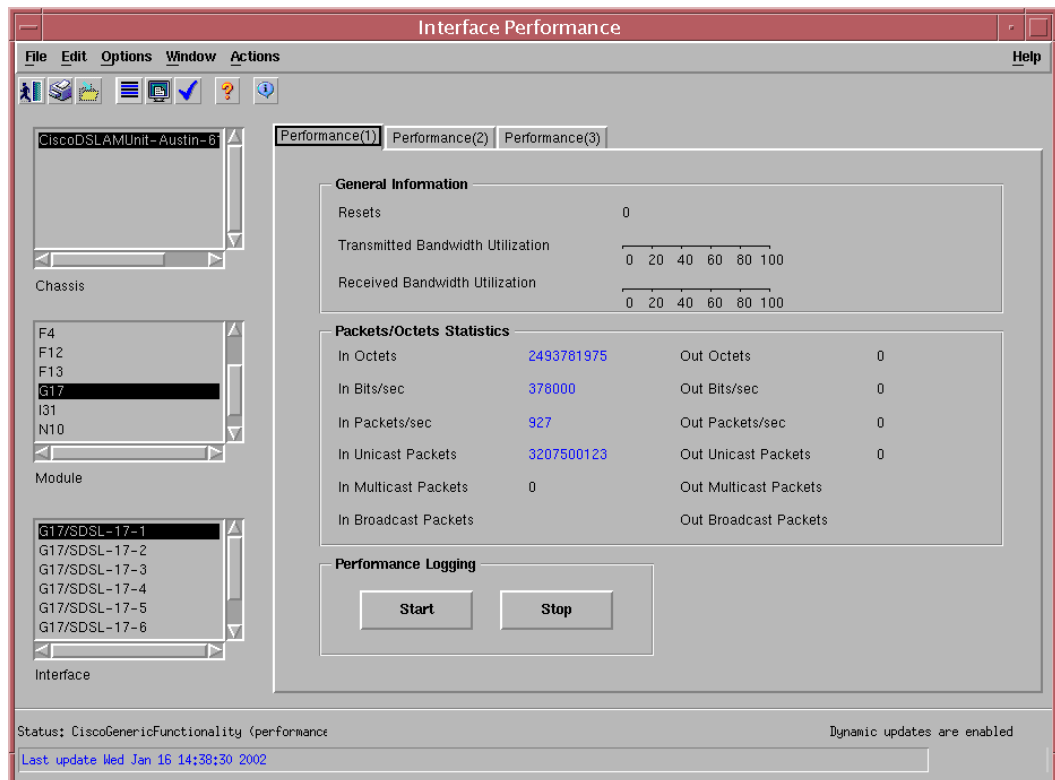 Interface Performance
File Edit Options Window Actions Help
CiscoDSLAMUnit-Austin-61
Chassis
F4
F12
F13
G17
I31
N10
Module
G17/SDSL-17-1
G17/SDSL-17-2
G17/SDSL-17-3
G17/SDSL-17-4
G17/SDSL-17-5
G17/SDSL-17-6
Interface
Performance(1) Performance(2) Performance(3)
General Information
Resets 0
Transmitted Bandwidth Utilization
0 20 40 60 80 100
Received Bandwidth Utilization
0 20 40 60 80 100
Packets/Octets Statistics
In Octets 2493781975 Out Octets 0
In Bits/sec 378000 Out Bits/sec 0
In Packets/sec 927 Out Packets/sec 0
In Unicast Packets 3207500123 Out Unicast Packets 0
In Multicast Packets 0 Out Multicast Packets
In Broadcast Packets Out Broadcast Packets
Performance Logging
Start Stop
Status: CiscoGenericFunctionality (performance
Dynamic updates are enabled
Last update Wed Jan 16 14:38:30 2002